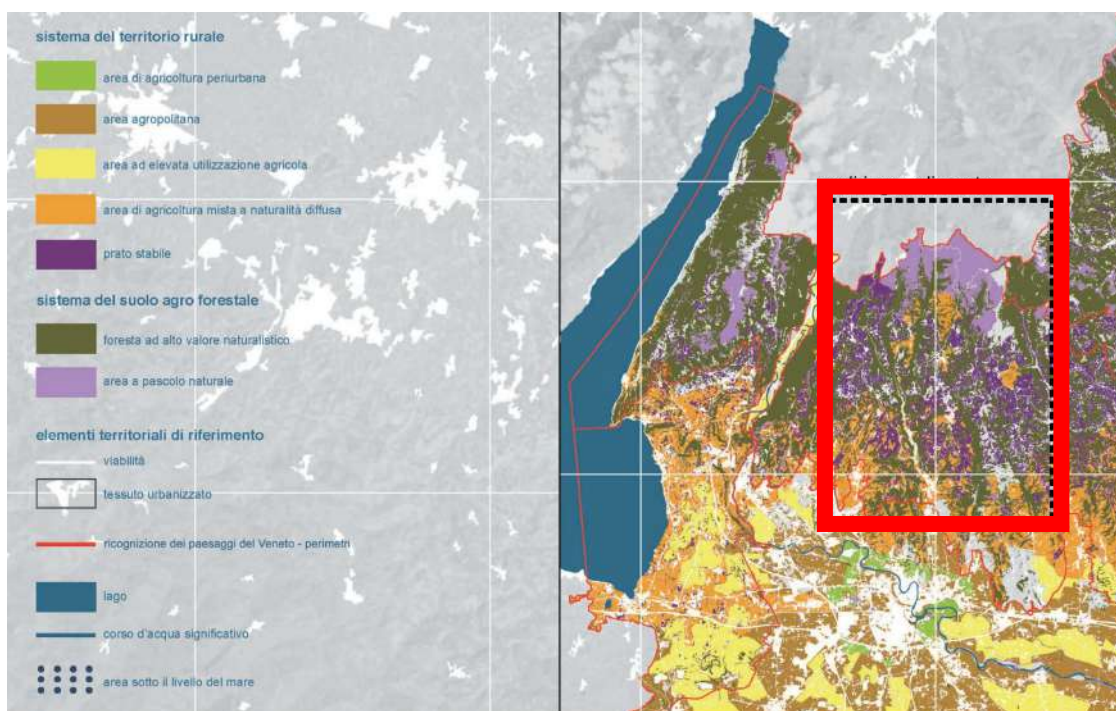 sistema del territorio rurale
area di agricoltura periurbana
area agropolitana
area ad elevata utilizzazione agricola
area di agricoltura mista a naturalità diffusa
prato stabile
sistema del suolo agro forestale
foresta ad alto valore naturalistico
area a pascolo naturale
elementi territoriali di riferimento
viabilità
tessuto urbanizzato
ricognizione dei paesaggi del Veneto - perimetri
lago
corso d'acqua significativo
area sotto il livello del mare